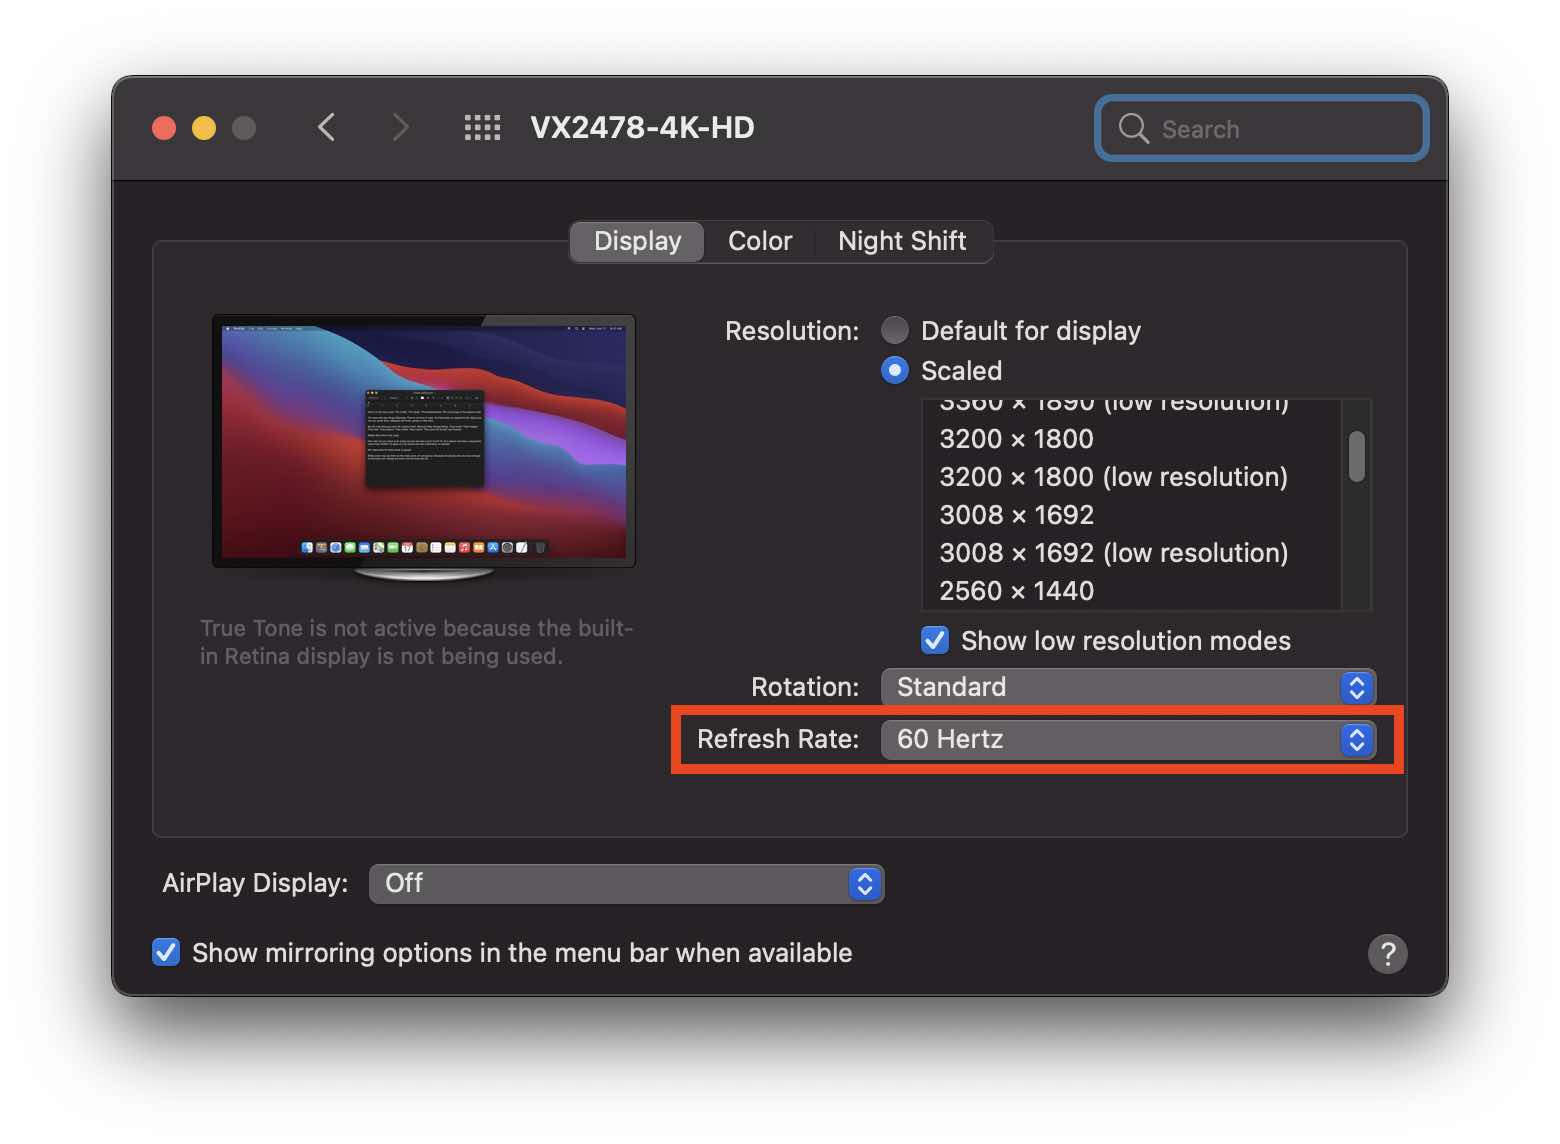 VX2478-4K-HD
Search
Display
Color
Night Shift
Resolution:
Default for display
Scaled
3360 × 1890 (low resolution)
3200 × 1800
3200 × 1800 (low resolution)
3008 × 1692
3008 × 1692 (low resolution)
2560 × 1440
Show low resolution modes
True Tone is not active because the built-
in Retina display is not being used.
Rotation:
Standard
Refresh Rate:
60 Hertz
AirPlay Display:
Off
Show mirroring options in the menu bar when available
?